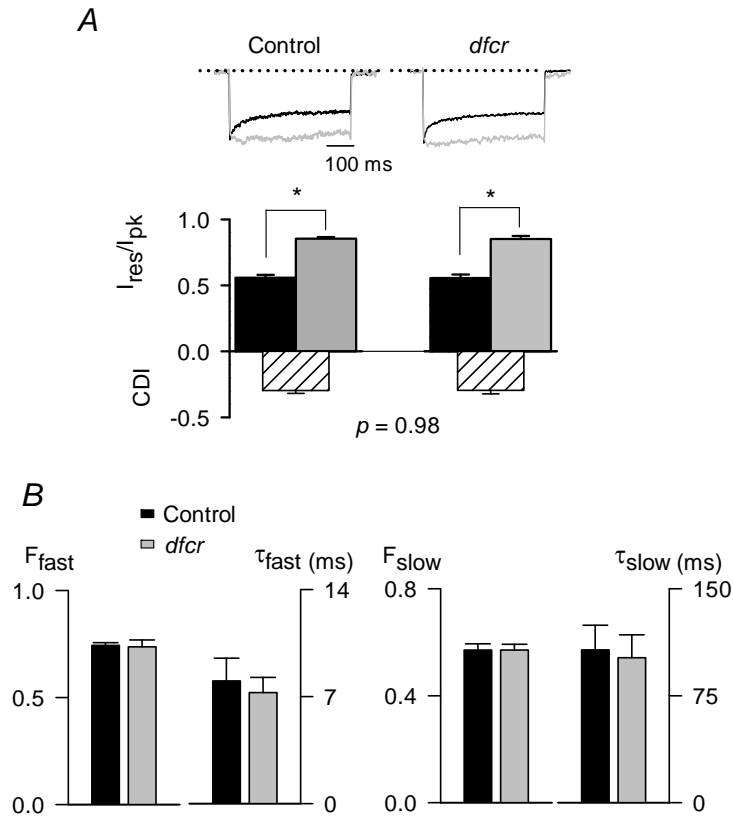 A
Control
dfcr
100 ms
*
*
I_res/I_pk
1.0
0.5
0.0
CDI
-0.5
p = 0.98
B
Control
dfcr
F_fast
τ_fast (ms)
1.0
0.5
0.0
14
7
0
F_slow
τ_slow (ms)
0.8
0.4
0.0
150
75
0